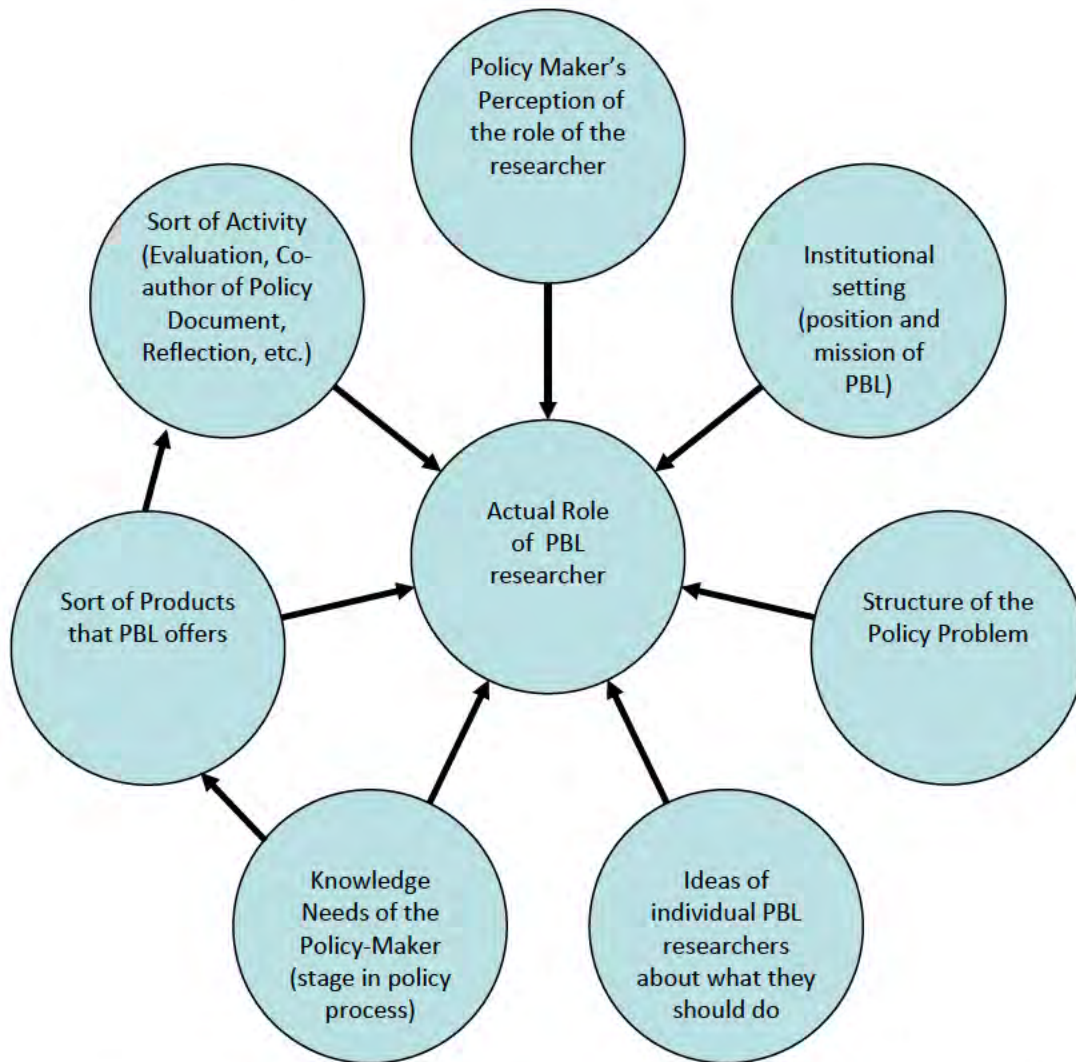 Policy Maker's
Perception of
the role of the
researcher
Sort of Activity
(Evaluation, Co-
author of Policy
Document,
Reflection, etc.)
Institutional
setting
(position and
mission of
PBL)
Actual Role
of PBL
researcher
Sort of Products
that PBL offers
Structure of the
Policy Problem
Knowledge
Needs of the
Policy-Maker
(stage in policy
process)
Ideas of
individual PBL
researchers
about what they
should do